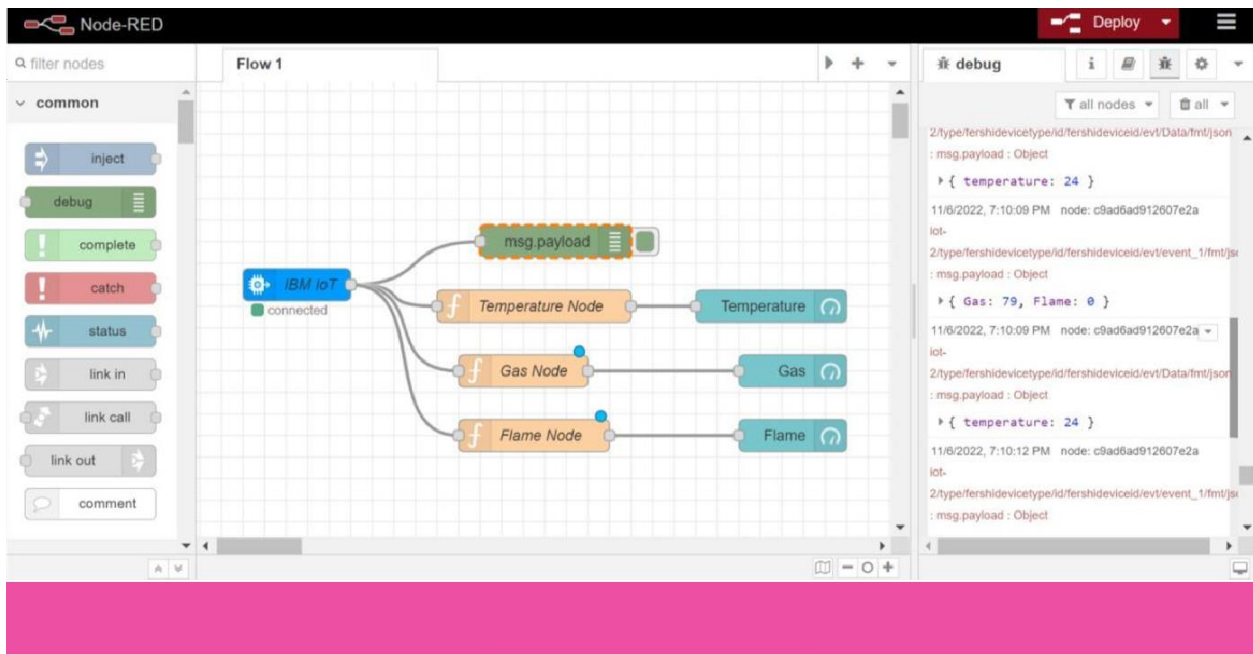 Node-RED
Deploy
filter nodes
Flow 1
debug
i
common
all nodes
all
inject
debug
complete
catch
status
link in
link call
link out
comment
msg.payload
IBM IoT
connected
f
Temperature Node
Temperature
f
Gas Node
Gas
f
Flame Node
Flame
2/type/fershidevicetype/id/fershideviceid/evt/Data/fmt/json
: msg.payload : Object
{ temperature: 24 }
11/6/2022, 7:10:09 PM node: c9ad6ad912607e2a
iot-
2/type/fershidevicetype/id/fershideviceid/evt/event_1/fmt/js
: msg.payload : Object
{ Gas: 79, Flame: 0 }
11/6/2022, 7:10:09 PM node: c9ad6ad912607e2a
iot-
2/type/fershidevicetype/id/fershideviceid/evt/Data/fmt/json
: msg.payload : Object
{ temperature: 24 }
11/6/2022, 7:10:12 PM node: c9ad6ad912607e2a
iot-
2/type/fershidevicetype/id/fershideviceid/evt/event_1/fmt/js
: msg.payload : Object